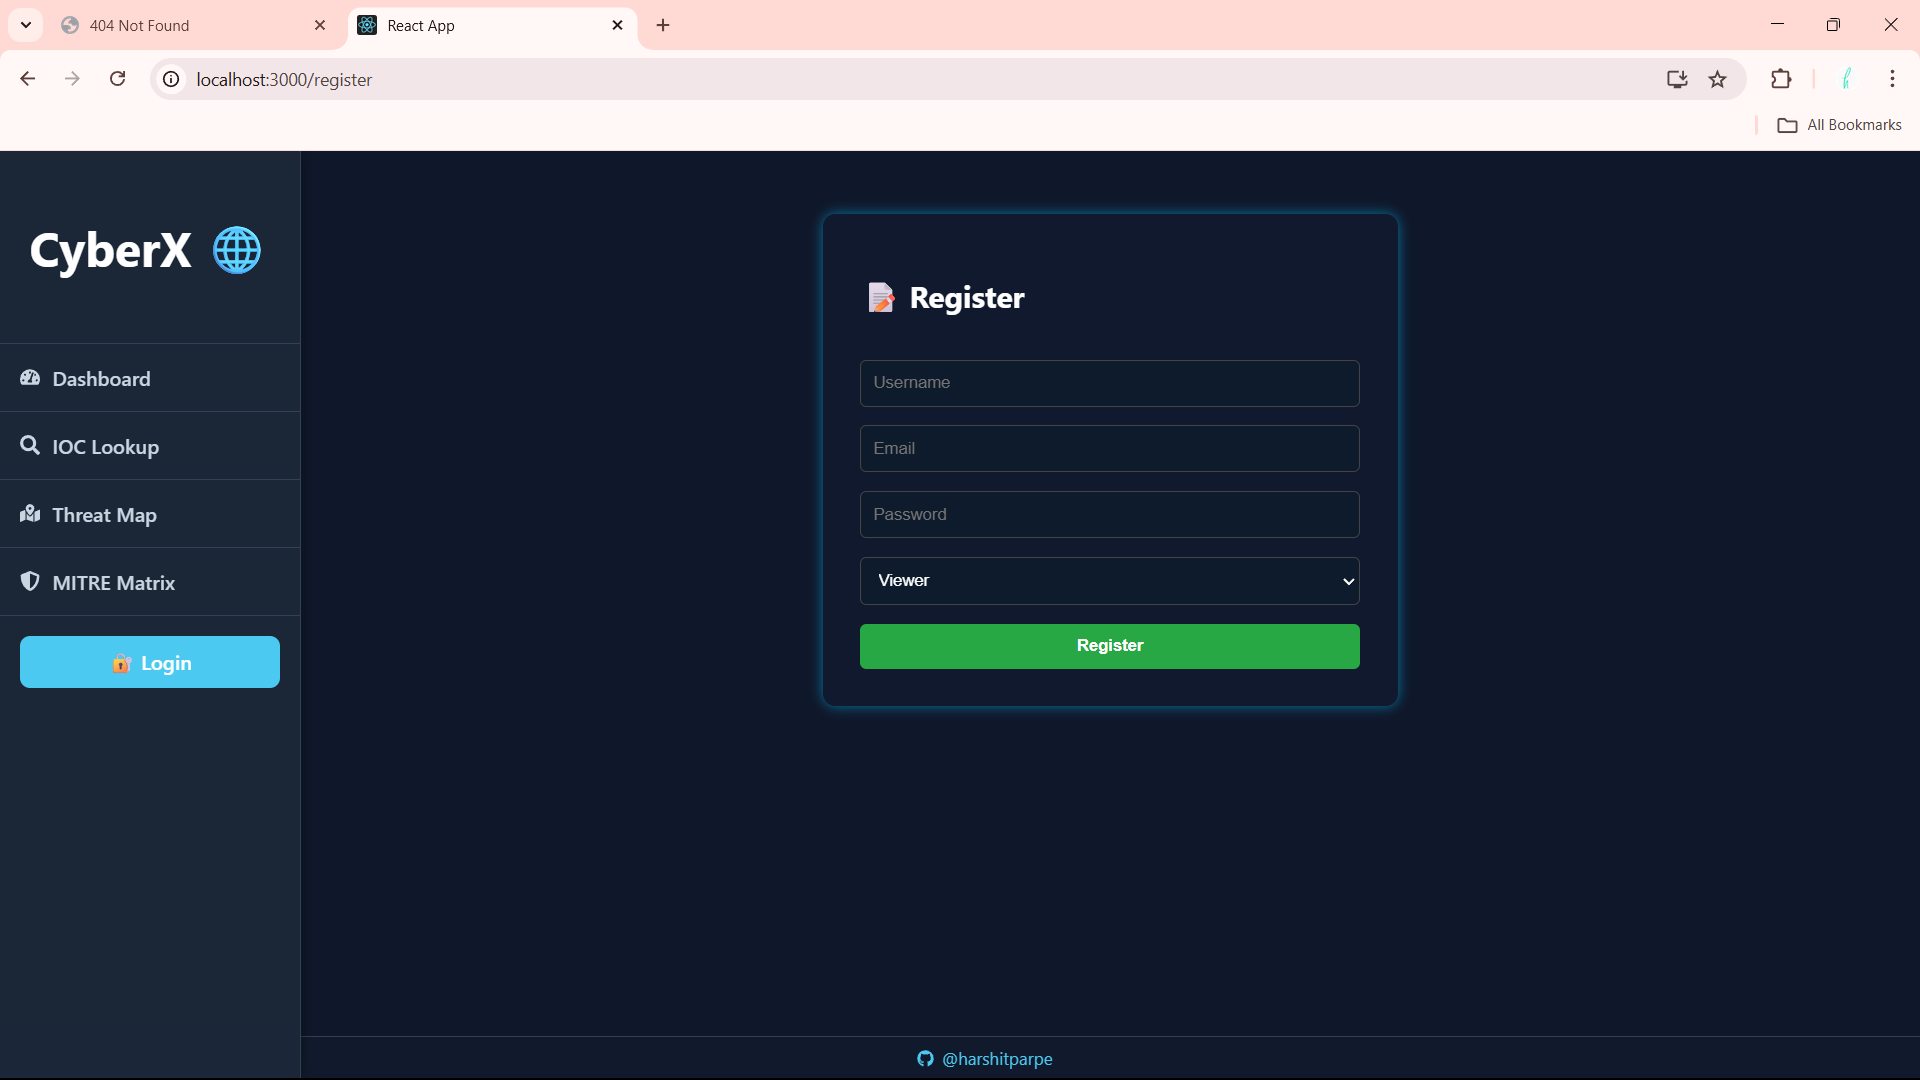 404 Not Found
React App
localhost:3000/register
All Bookmarks
CyberX
Dashboard
IOC Lookup
Threat Map
MITRE Matrix
Login
Register
Username
Email
Password
Viewer
Register
@harshitparpe